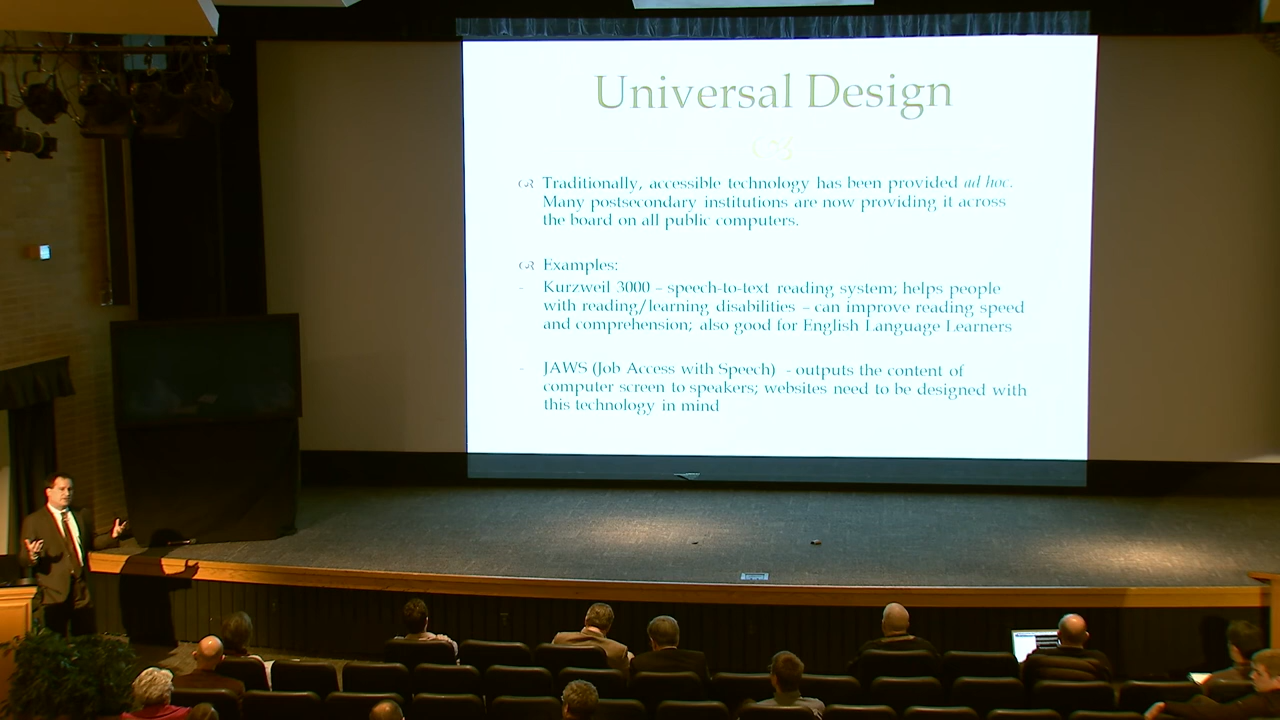 Universal Design
Traditionally, accessible technology has been provided ad hoc.
Many postsecondary institutions are now providing it across
the board on all public computers.
Examples:
- Kurzweil 3000 – speech-to-text reading system; helps people
with reading/learning disabilities – can improve reading speed
and comprehension; also good for English Language Learners
- JAWS (Job Access with Speech) - outputs the content of
computer screen to speakers; websites need to be designed with
this technology in mind